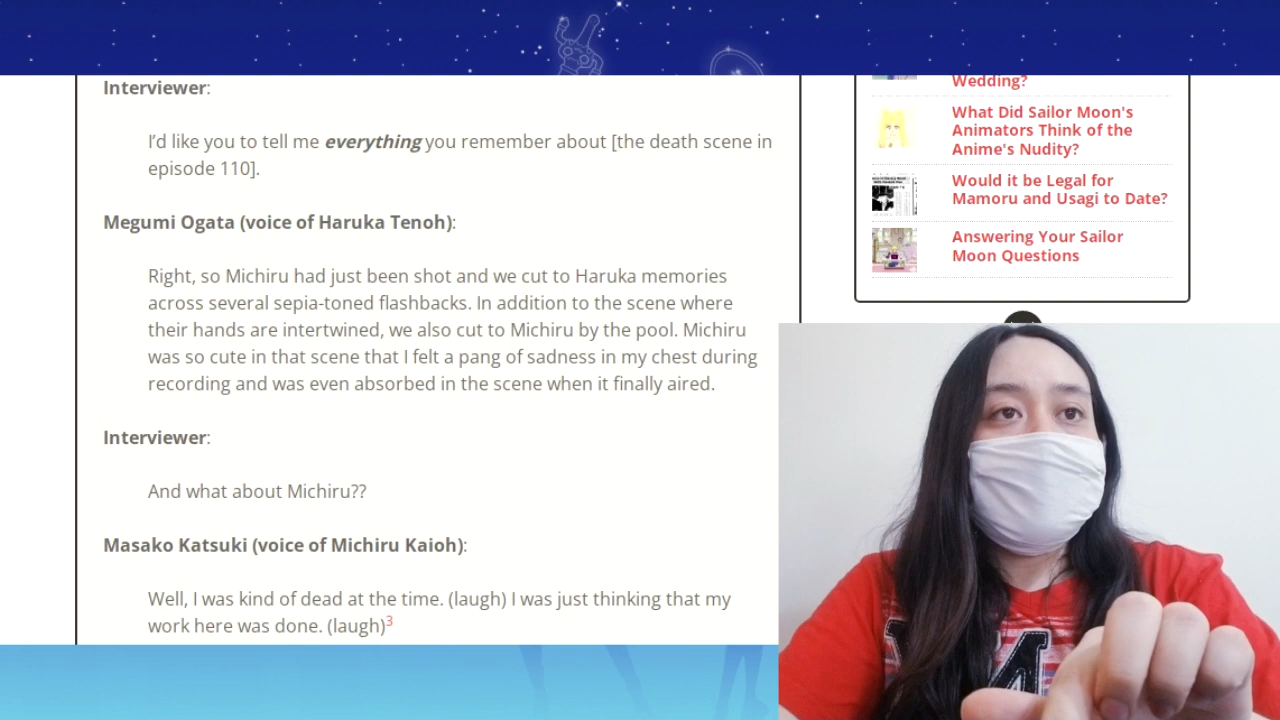 Interviewer:
I'd like you to tell me everything you remember about [the death scene in
episode 110].
Megumi Ogata (voice of Haruka Tenoh):
Right, so Michiru had just been shot and we cut to Haruka memories
across several sepia-toned flashbacks. In addition to the scene where
their hands are intertwined, we also cut to Michiru by the pool. Michiru
was so cute in that scene that I felt a pang of sadness in my chest during
recording and was even absorbed in the scene when it finally aired.
Interviewer:
And what about Michiru??
Masako Katsuki (voice of Michiru Kaioh):
Well, I was kind of dead at the time. (laugh) I was just thinking that my
work here was done. (laugh)3
Wedding?
What Did Sailor Moon's
Animators Think of the
Anime's Nudity?
Would it be Legal for
Mamoru and Usagi to Date?
Answering Your Sailor
Moon Questions